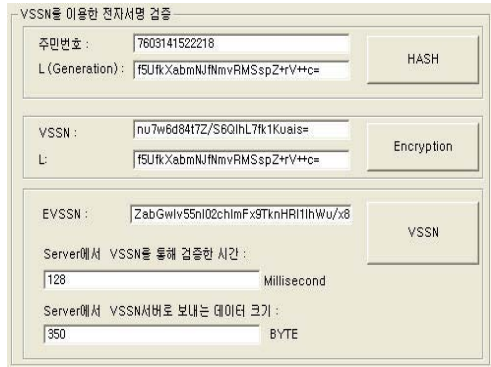 VSSN을 이용한 전자서명 검증
주민번호 : 7603141522218
L (Generation) : f5UfkXabmNJfNmvRMSspZ+rV++c=
HASH
VSSN : nu7w6d84t7Z/S6QIhL7fk1Kuais=
L: f5UfkXabmNJfNmvRMSspZ+rV++c=
Encryption
EVSSN : ZabGwIv55nI02chImFx9TknHRI1IhWu/x8
VSSN
Server에서 VSSN을 통해 검증한 시간 :
128 Millisecond
Server에서 VSSN서버로 보내는 데이터 크기 :
350 BYTE